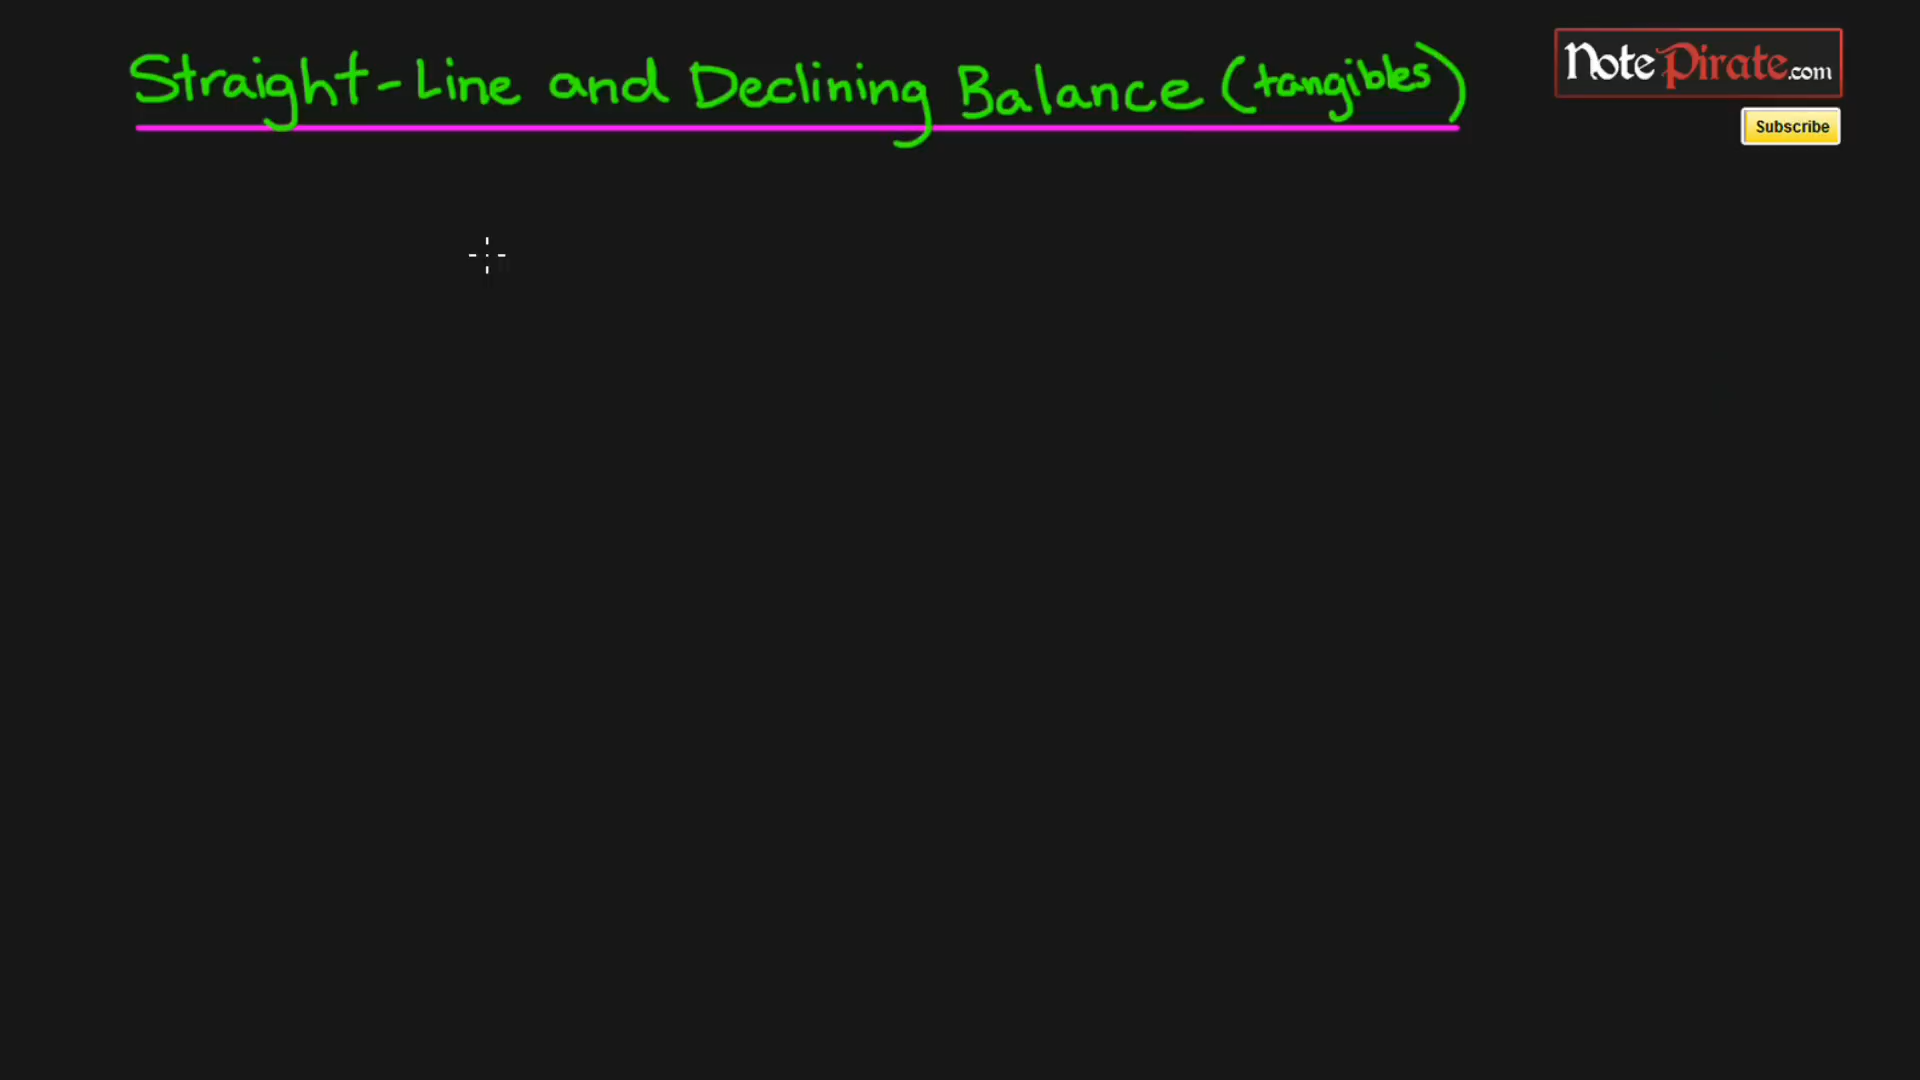 Straight-Line and Declining Balance (tangibles)
NotePirate.com
Subscribe